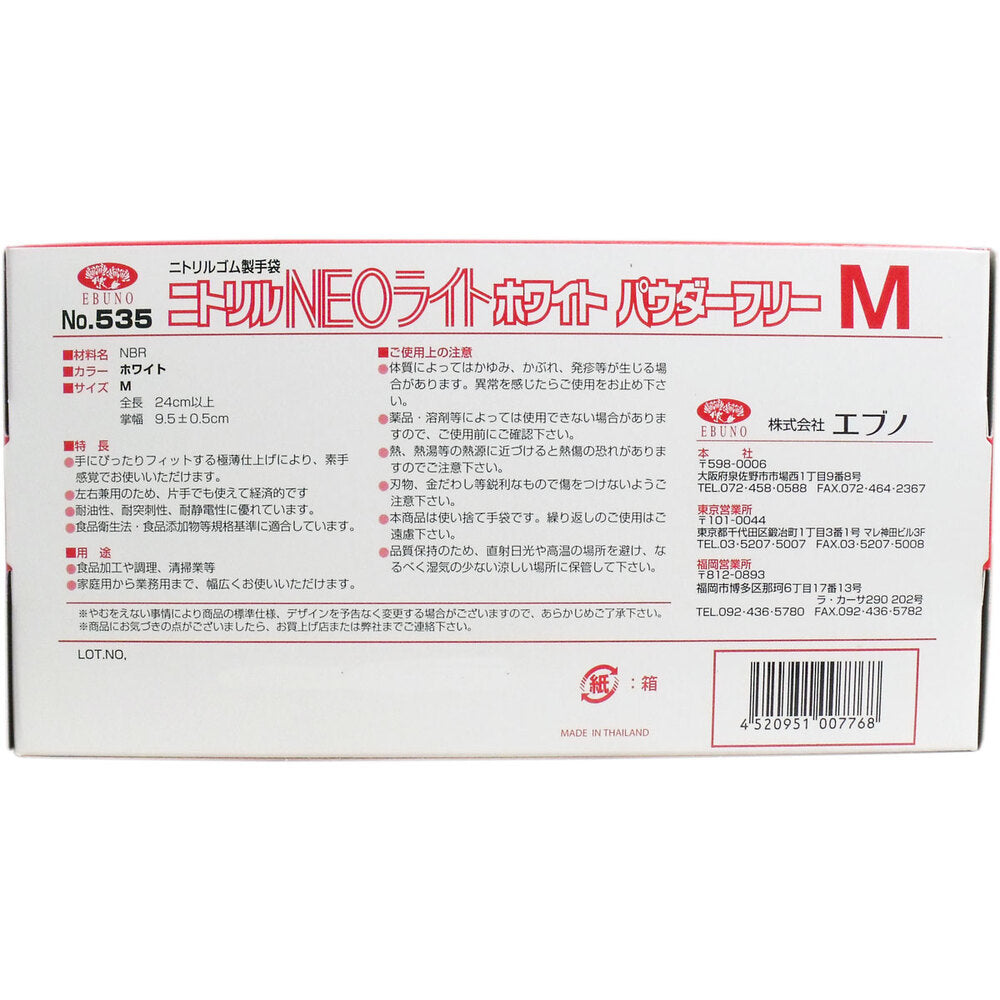 EBUNO
No.535
ニトリルゴム製手袋
ニトリルNEOライトホワイト パウダーフリー M
■材料名 NBR
■カラー ホワイト
■サイズ M
全長 24cm以上
掌幅 9.5±0.5cm
■特 長
●手にぴったりフィットする極薄仕上げにより、素手
感覚でお使いいただけます。
●左右兼用のため、片手でも使えて経済的です
●耐油性、耐突刺性、耐静電性に優れています。
●食品衛生法・食品添加物等規格基準に適合しています。
■用 途
●食品加工や調理、清掃業等
●家庭用から業務用まで、幅広くお使いいただけます。
■ご使用上の注意
●体質によってはかゆみ、かぶれ、発疹等が生じる場
合があります。異常を感じたらご使用をお止め下さ
い。
●薬品・溶剤等によっては使用できない場合がありま
すので、ご使用前にご確認下さい。
●熱、熱湯等の熱源に近づけると熱傷の恐れがありま
すのでご注意下さい。
●刃物、金だわし等鋭利なもので傷をつけないようご
注意下さい。
●本商品は使い捨て手袋です。繰り返しのご使用はご
遠慮下さい。
●品質保持のため、直射日光や高温の場所を避け、な
るべく湿気の少ない涼しい場所に保管して下さい。
EBUNO
株式会社 エブノ
本 社
〒598-0006
大阪府泉佐野市市場西1丁目9番8号
TEL.072-458-0588 FAX.072-464-2367
東京営業所
〒101-0044
東京都千代田区鍛冶町1丁目3番1号 マレ神田ビル3F
TEL.03-5207-5007 FAX.03-5207-5008
福岡営業所
〒812-0893
福岡市博多区那珂6丁目17番13号
ラ・カーサ290 202号
TEL.092-436-5780 FAX.092-436-5782
※やむをえない事情により商品の標準仕様、デザインを予告なく変更する場合がございますので、あらかじめご了承下さい。
※商品にお気づきの点がございましたら、お買上げ店または弊社までご連絡下さい。
LOT.NO.
紙:箱
MADE IN THAILAND
4 520951 007768